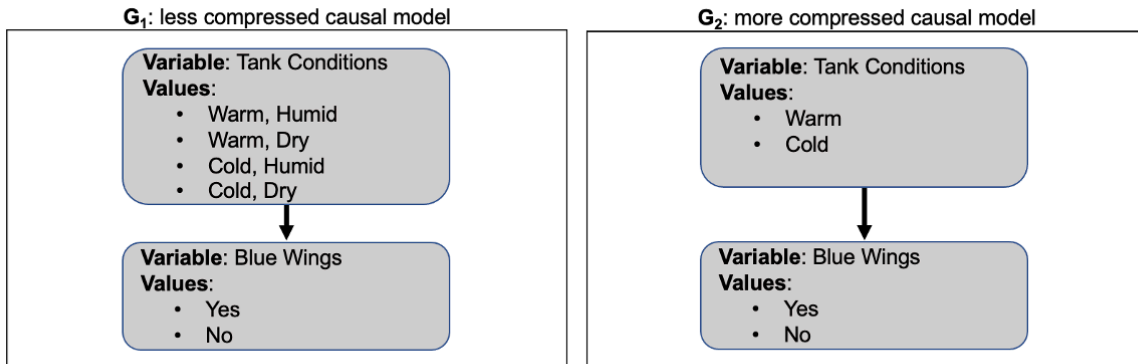 G1: less compressed causal model
Variable: Tank Conditions
Values:
• Warm, Humid
• Warm, Dry
• Cold, Humid
• Cold, Dry
Variable: Blue Wings
Values:
• Yes
• No
G2: more compressed causal model
Variable: Tank Conditions
Values:
• Warm
• Cold
Variable: Blue Wings
Values:
• Yes
• No